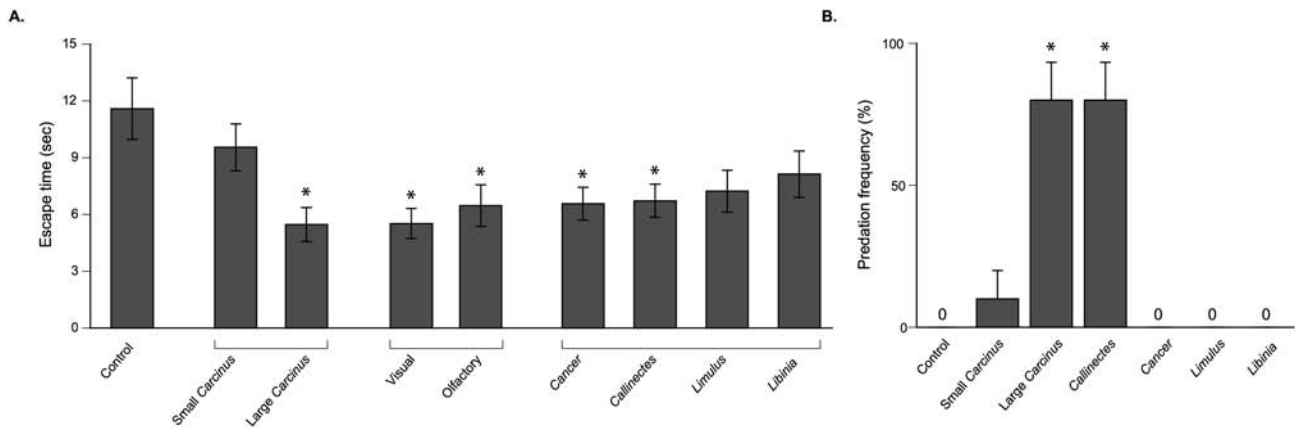 A.
15
12
9
6
3
0
Escape time (sec)
*
*
*
*
*
Control
Small Carcinus
Large Carcinus
Visual
Olfactory
Cancer
Callinectes
Limulus
Libinia
B.
100
50
0
Predation frequency (%)
0
*
*
0
0
0
Control
Small Carcinus
Large Carcinus
Callinectes
Cancer
Limulus
Libinia